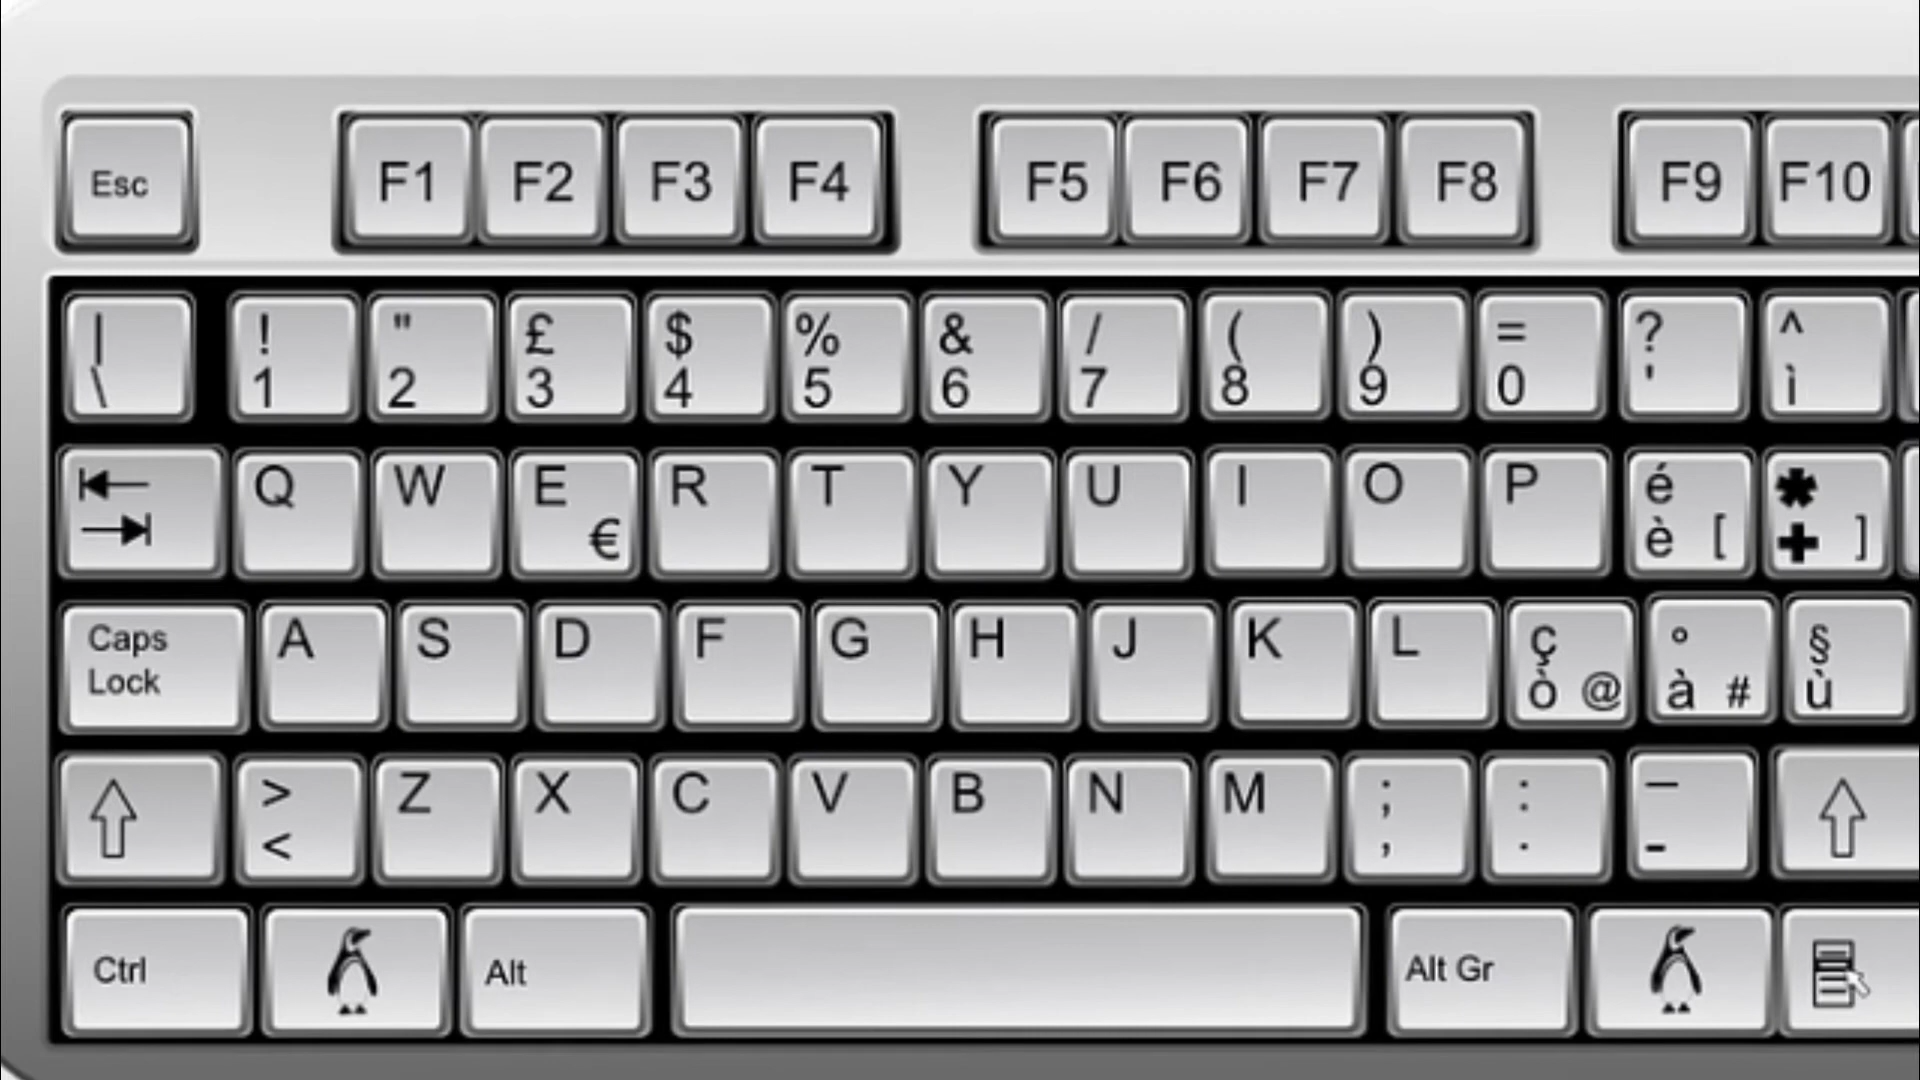 Esc F1 F2 F3 F4 F5 F6 F7 F8 F9 F10
| ! " £ $ % & / ( ) = ? ^
\ 1 2 3 4 5 6 7 8 9 0 ' ì
Q W E R T Y U I O P é *
€ è [ + ]
Caps A S D F G H J K L ç ° §
Lock ò @ à # ù
> Z X C V B N M ; : _
< , . -
Ctrl Alt Alt Gr